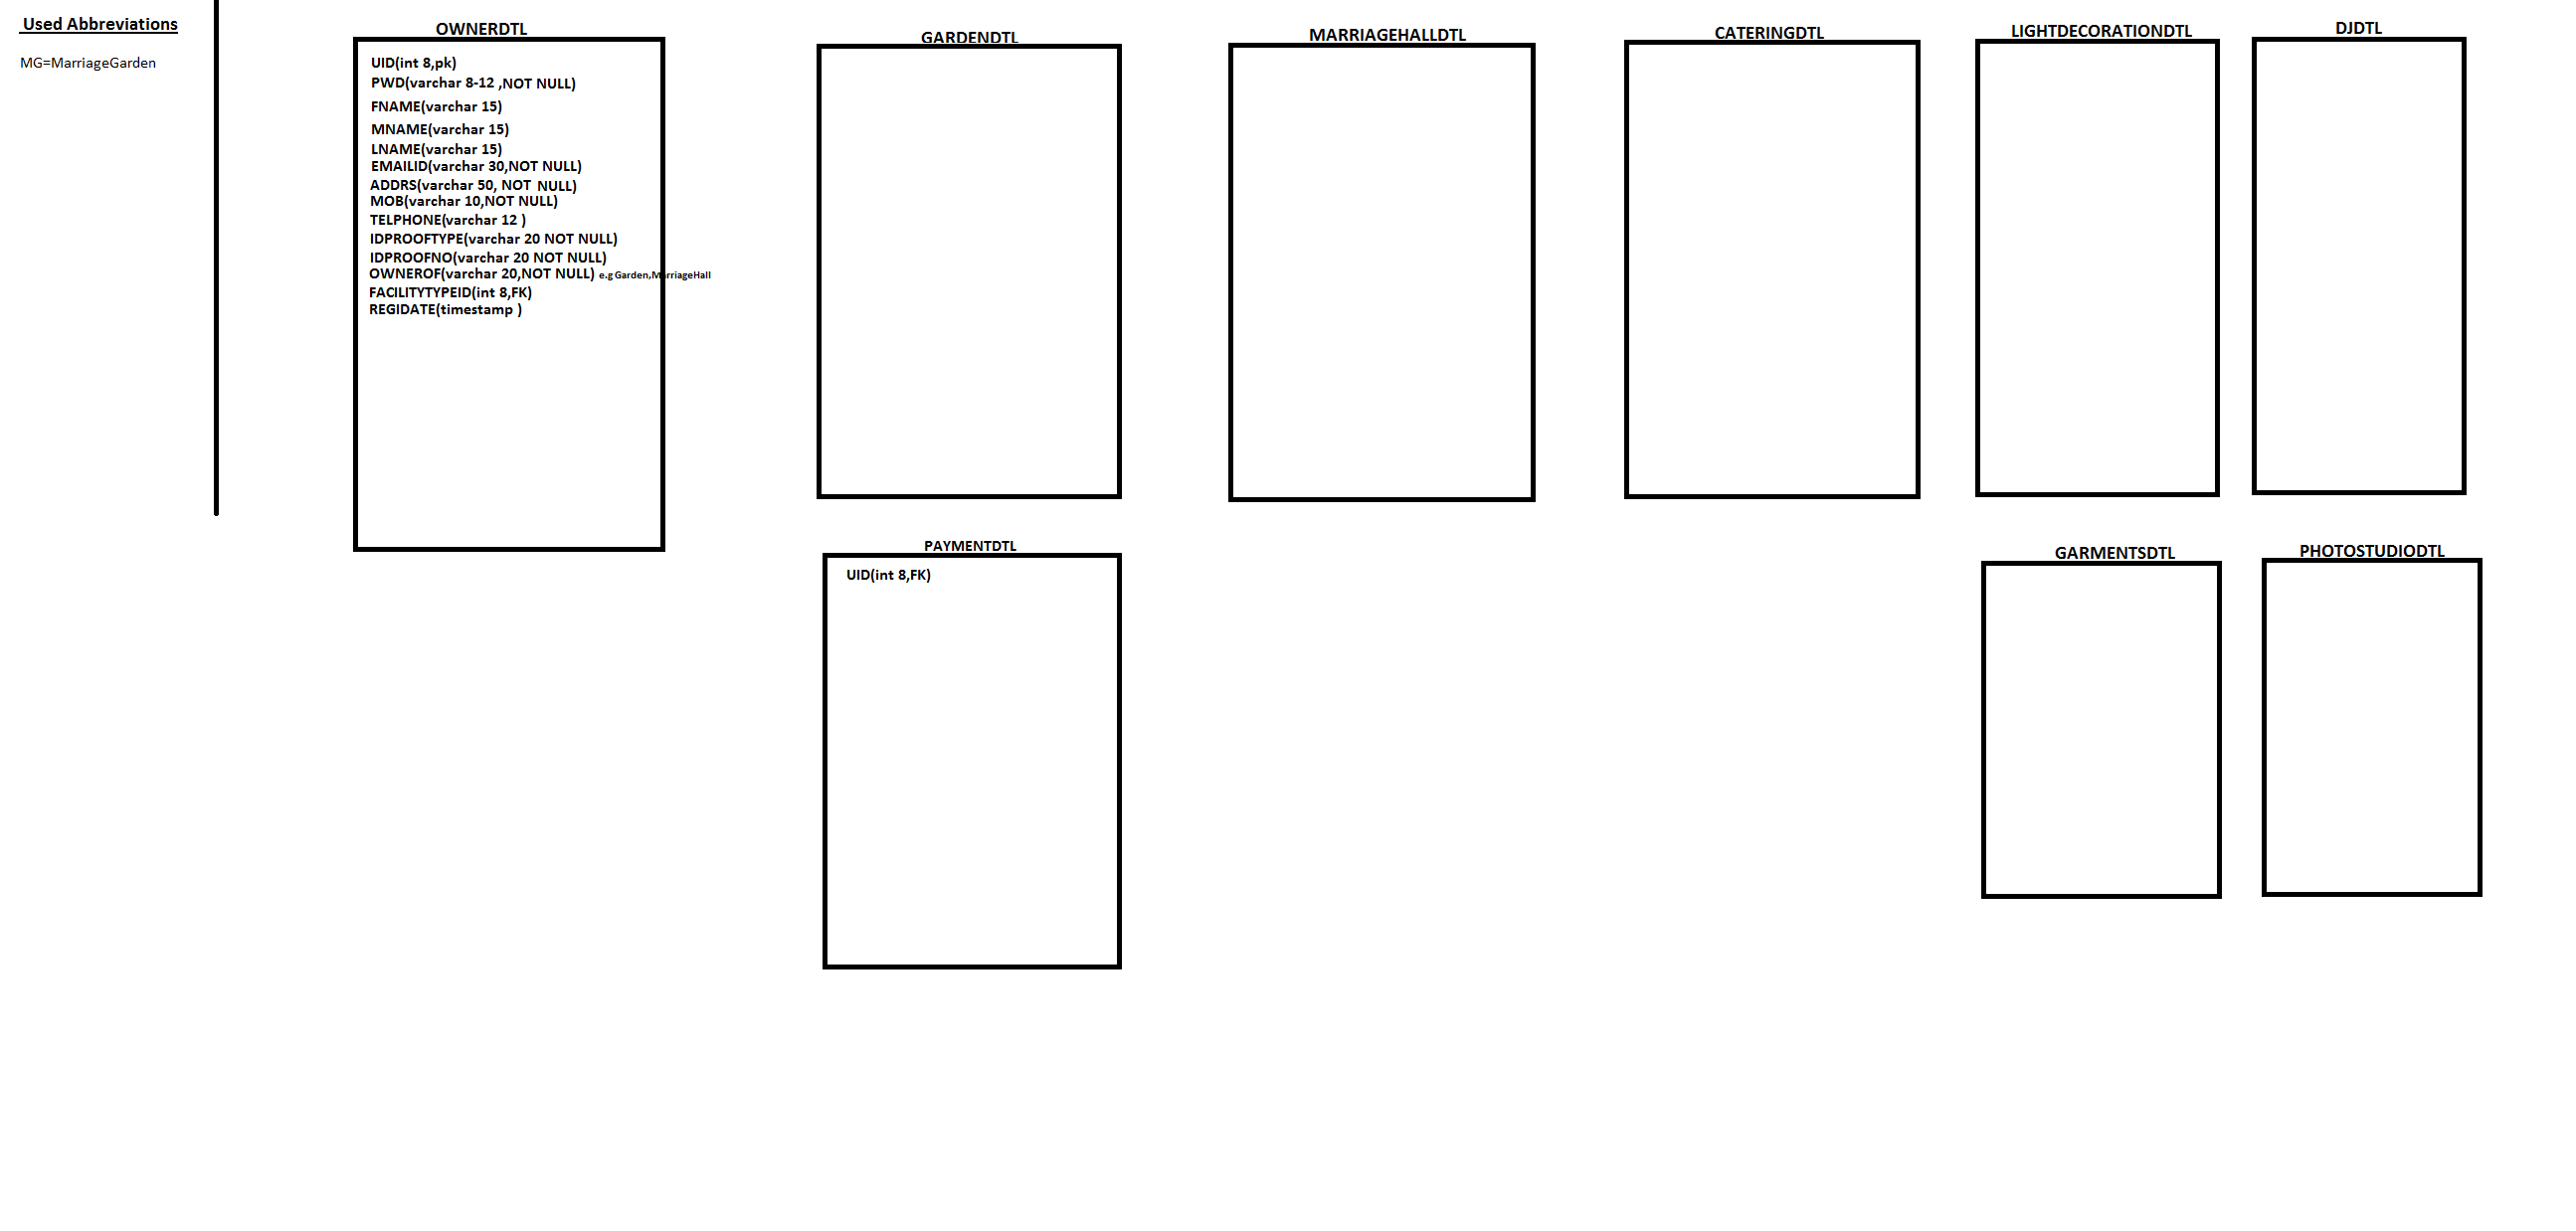 Used Abbreviations
MG=MarriageGarden
OWNERDTL
UID(int 8,pk)
PWD(varchar 8-12 ,NOT NULL)
FNAME(varchar 15)
MNAME(varchar 15)
LNAME(varchar 15)
EMAILID(varchar 30,NOT NULL)
ADDRS(varchar 50, NOT NULL)
MOB(varchar 10,NOT NULL)
TELPHONE(varchar 12 )
IDPROOFTYPE(varchar 20 NOT NULL)
IDPROOFNO(varchar 20 NOT NULL)
OWNEROF(varchar 20,NOT NULL) e.g Garden,MarriageHall
FACILITYTYPEID(int 8,FK)
REGIDATE(timestamp )
GARDENDTL
MARRIAGEHALLDTL
CATERINGDTL
LIGHTDECORATIONDTL
DJDTL
PAYMENTDTL
UID(int 8,FK)
GARMENTSDTL
PHOTOSTUDIODTL